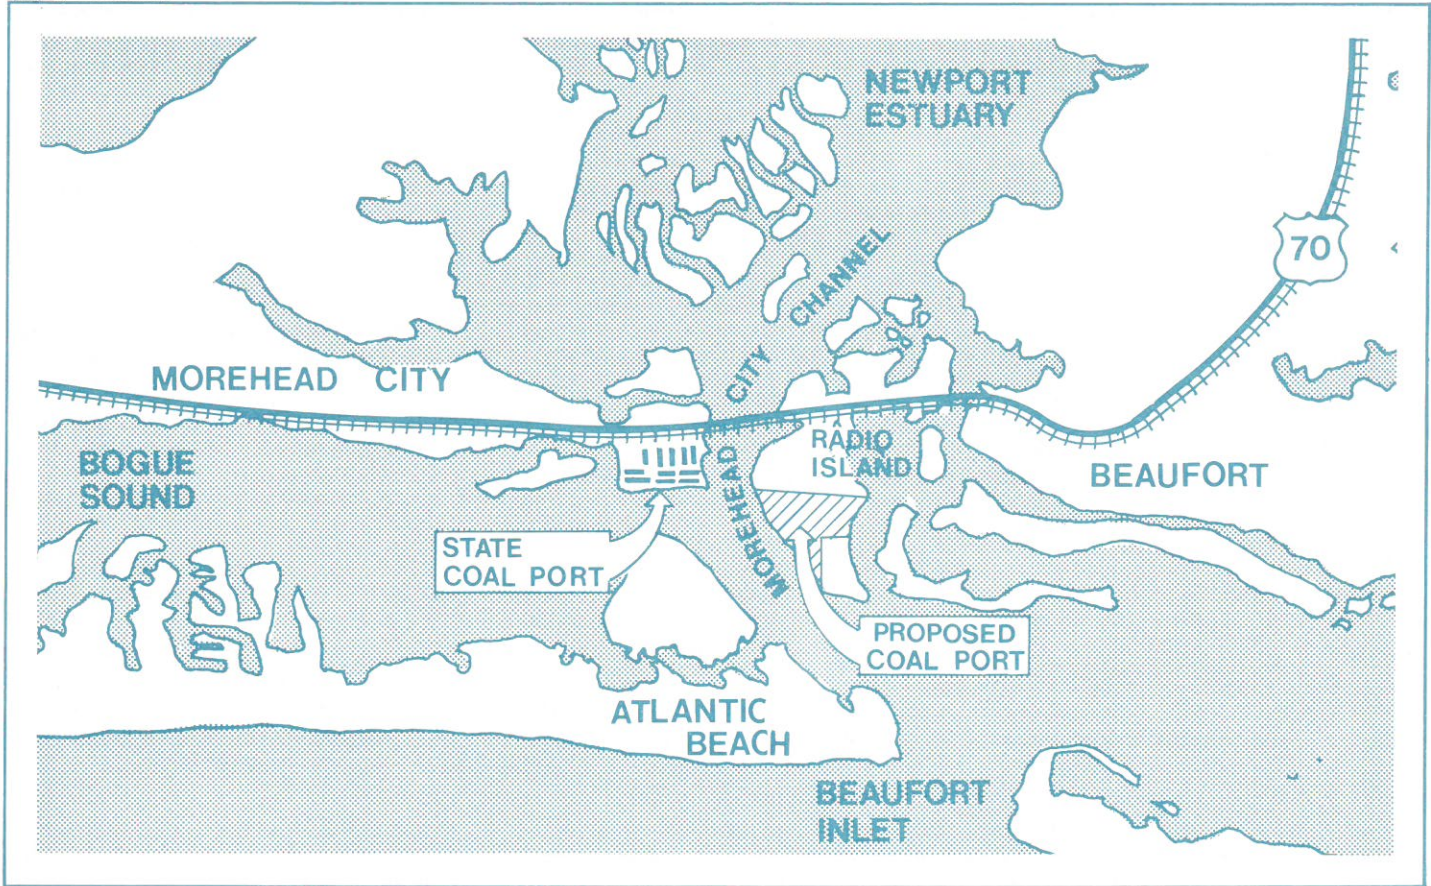 NEWPORT
ESTUARY
70
MOREHEAD CITY CHANNEL
MOREHEAD CITY
RADIO
ISLAND
BOGUE
SOUND
BEAUFORT
STATE
COAL PORT
PROPOSED
COAL PORT
ATLANTIC
BEACH
BEAUFORT
INLET